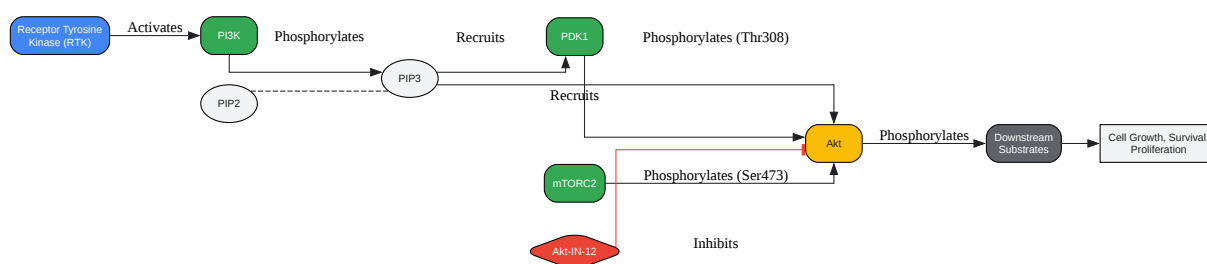 Receptor Tyrosine
Kinase (RTK)
Activates
PI3K
Phosphorylates
Recruits
PDK1
Phosphorylates (Thr308)
PIP3
PIP2
Recruits
Akt
Phosphorylates
Downstream
Substrates
Cell Growth, Survival,
Proliferation
mTORC2
Phosphorylates (Ser473)
Akt-IN-12
Inhibits